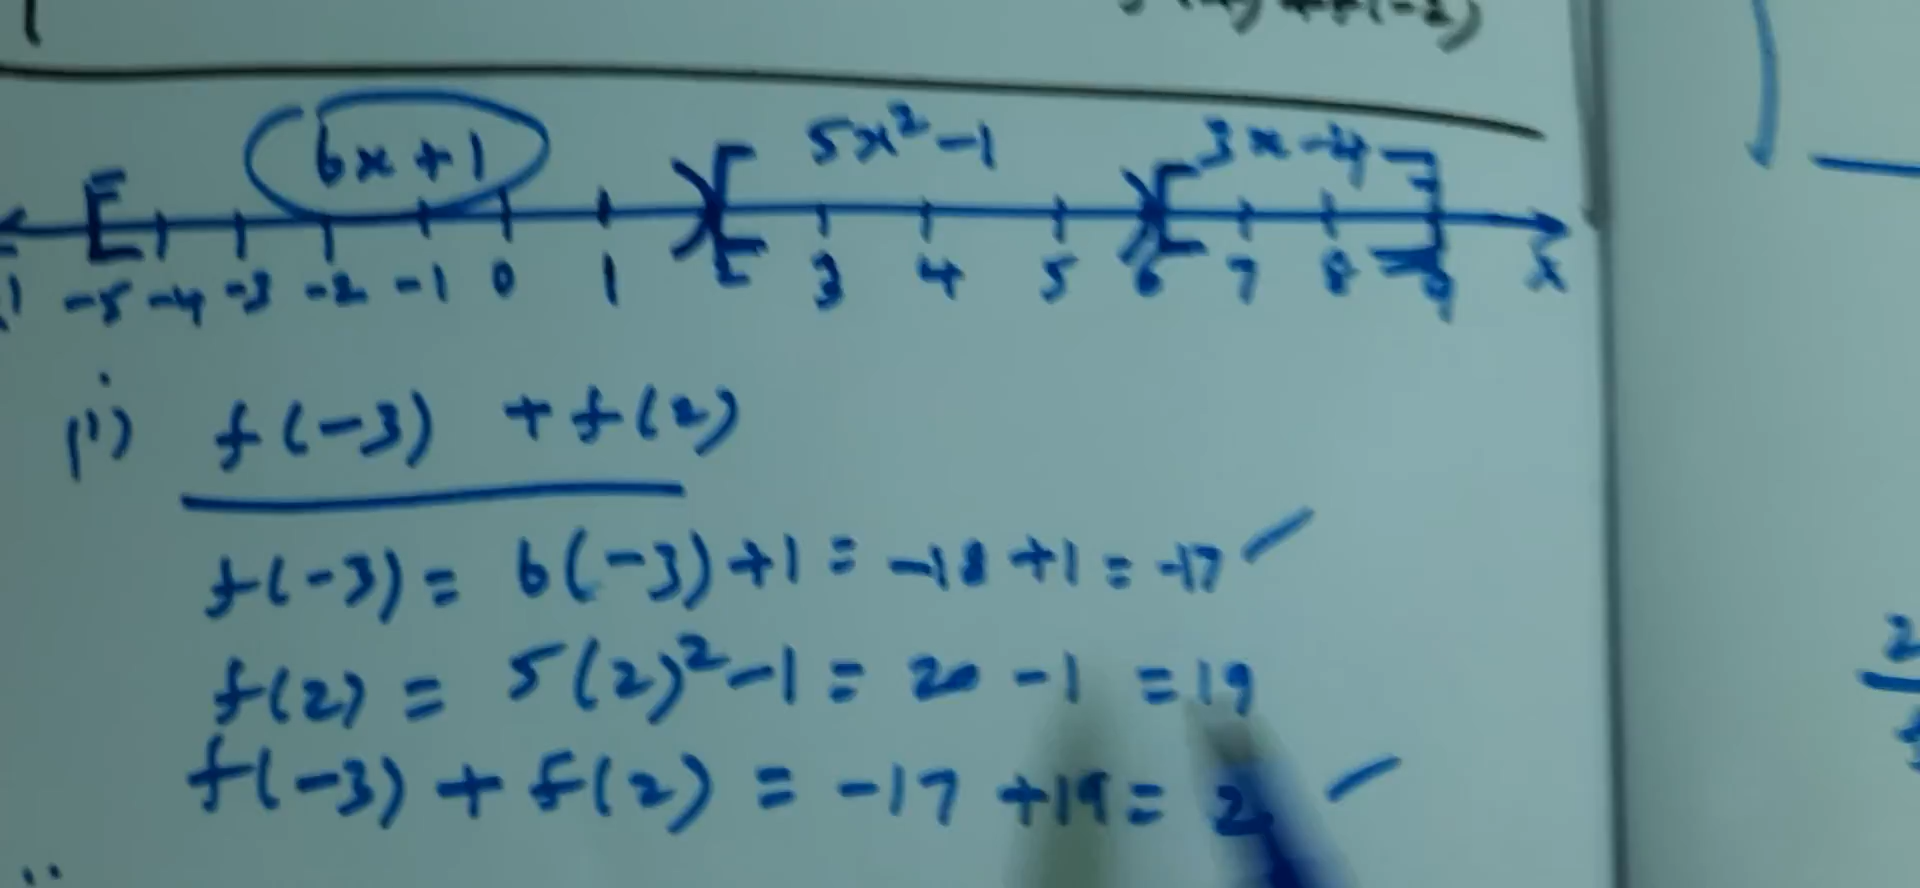 6x+1 5x²-1 3x-4
-5 -4 -3 -2 -1 0 1 2 3 4 5 6 7 8 9 x
(i) f(-3) + f(2)
f(-3) = 6(-3)+1 = -18+1 = -17
f(2) = 5(2)²-1 = 20-1 = 19
f(-3) + f(2) = -17+19 = 2